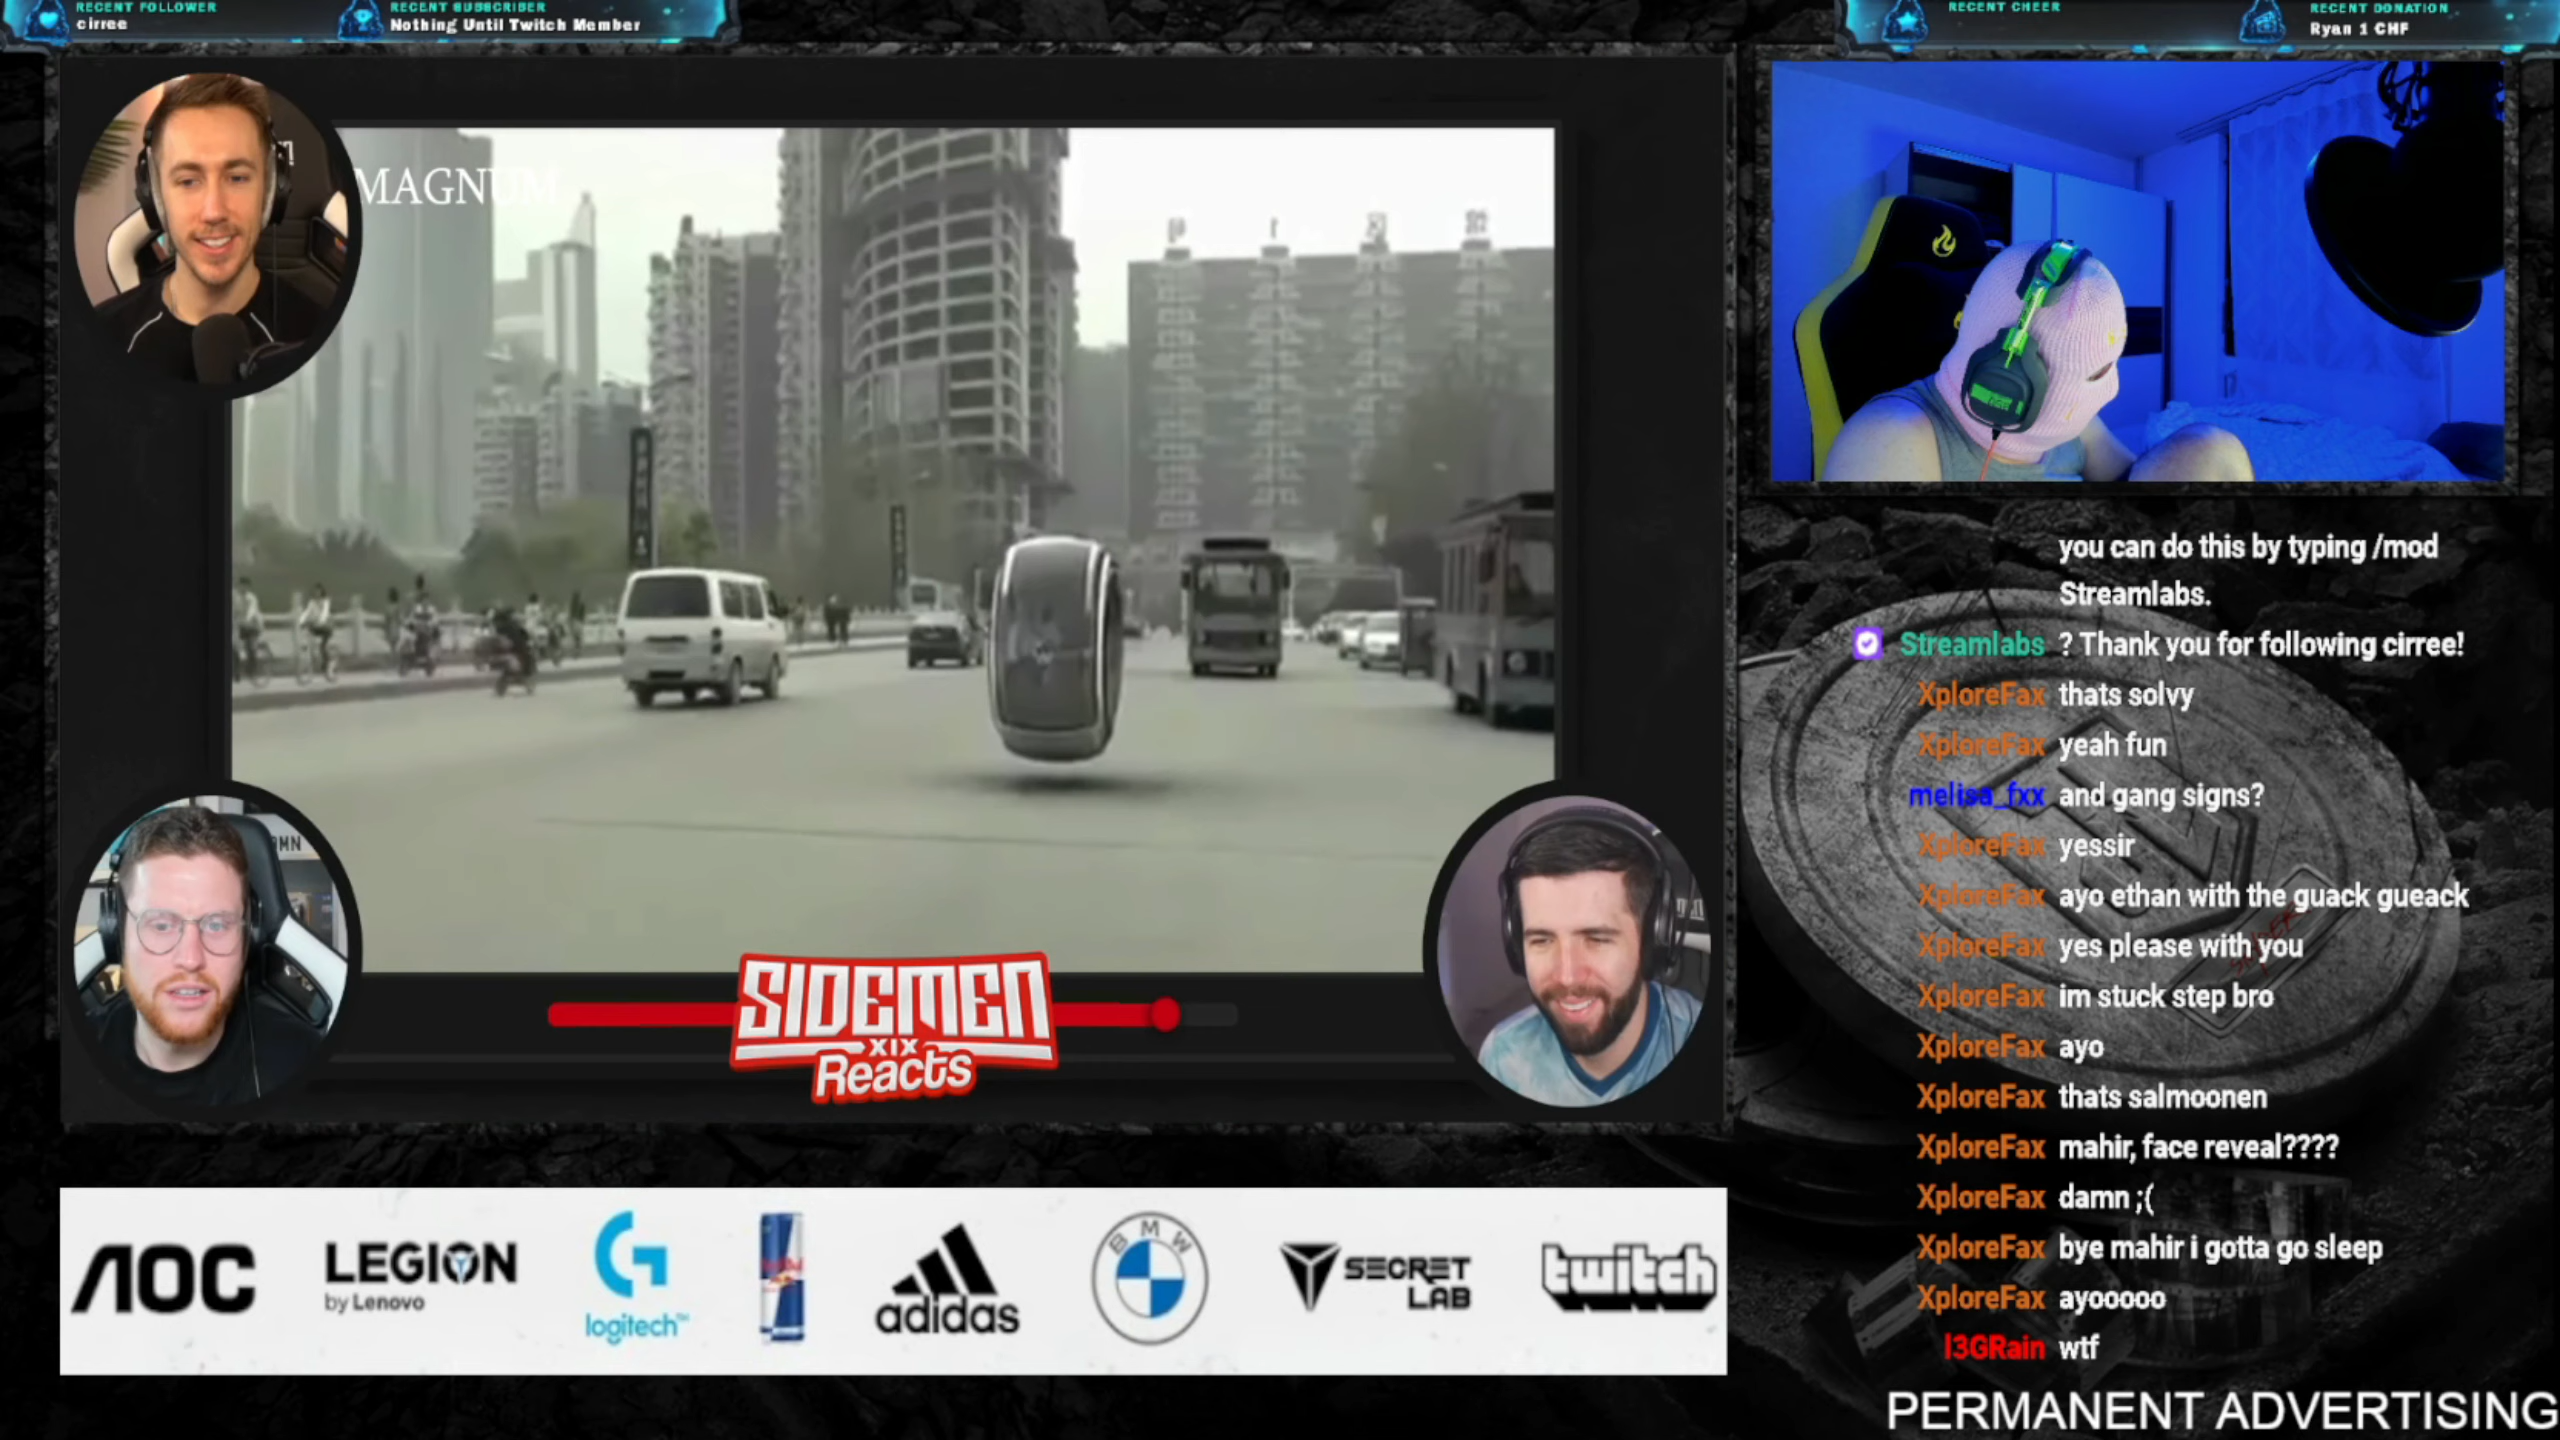 RECENT FOLLOWER
cirree
RECENT SUBSCRIBER
Nothing Until Twitch Member
RECENT CHEER
RECENT DONATION
Ryan 1 CHF
MAGNUM
you can do this by typing /mod
Streamlabs.
Streamlabs ? Thank you for following cirree!
XploreFax thats solvy
XploreFax yeah fun
melisa_fxx and gang signs?
XploreFax yessir
XploreFax ayo ethan with the guack gueack
XploreFax yes please with you
XploreFax im stuck step bro
XploreFax ayo
XploreFax thats salmoonen
XploreFax mahir, face reveal????
XploreFax damn ;(
XploreFax bye mahir i gotta go sleep
XploreFax ayooooo
l3GRain wtf
SIDEMEN
XIX
Reacts
AOC
LEGION
by Lenovo
logitech™
adidas
BMW
SECRET
LAB
twitch
PERMANENT ADVERTISING